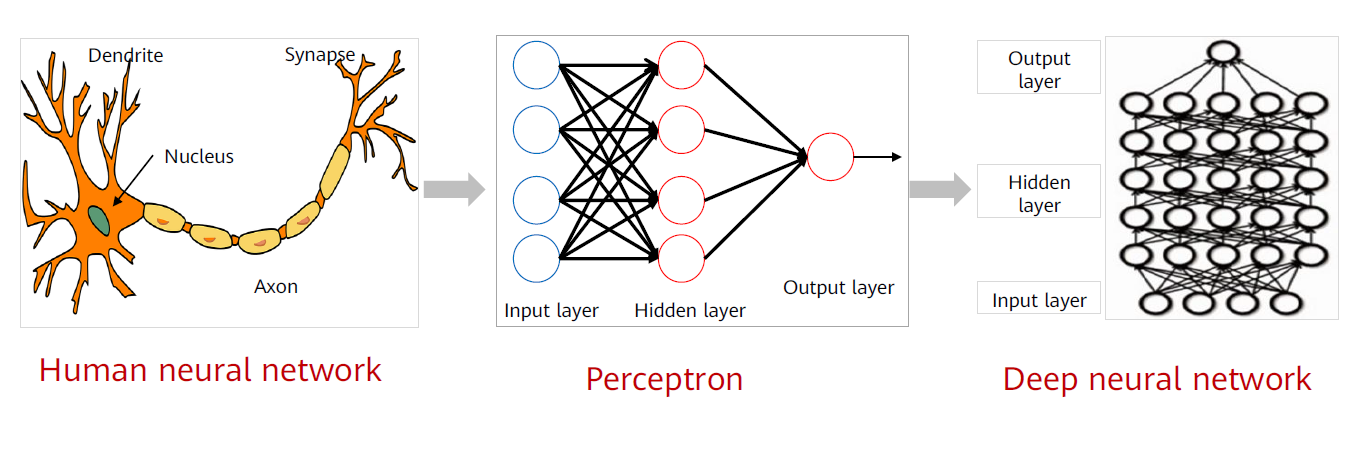 Dendrite
Synapse
Nucleus
Axon
Human neural network
Input layer
Hidden layer
Output layer
Perceptron
Output
layer
Hidden
layer
Input layer
Deep neural network